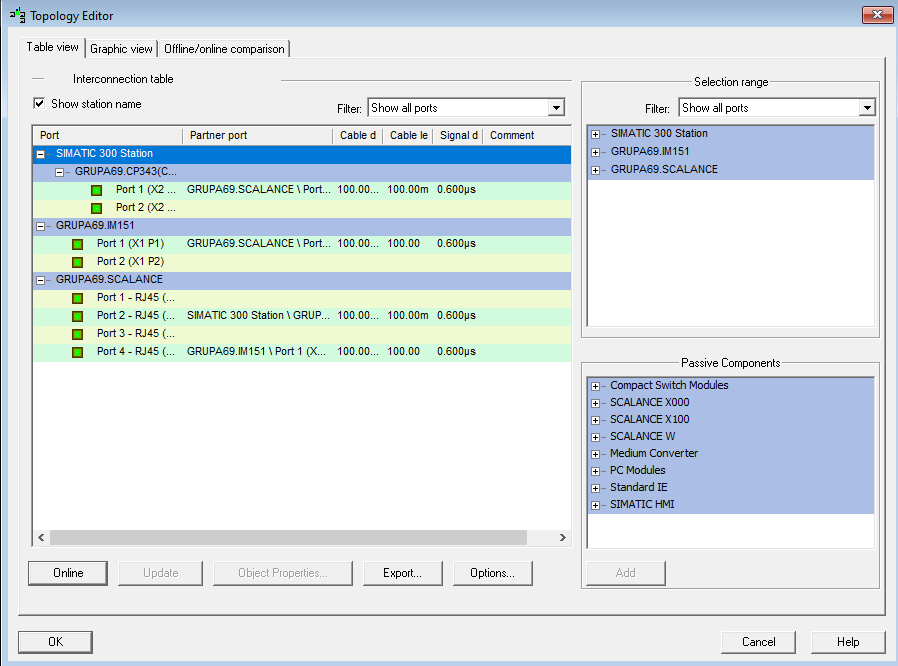 Topology Editor
Table view Graphic view Offline/online comparison
Interconnection table
Show station name
Filter: Show all ports
Port Partner port Cable d Cable le Signal d Comment
SIMATIC 300 Station
GRUPA69.CP343(C...
Port 1 (X2 ... GRUPA69.SCALANCE \ Port... 100.00... 100.00m 0.600µs
Port 2 (X2 ...
GRUPA69.IM151
Port 1 (X1 P1) GRUPA69.SCALANCE \ Port... 100.00... 100.00 0.600µs
Port 2 (X1 P2)
GRUPA69.SCALANCE
Port 1 - RJ45 (...
Port 2 - RJ45 (... SIMATIC 300 Station \ GRUP... 100.00... 100.00m 0.600µs
Port 3 - RJ45 (...
Port 4 - RJ45 (... GRUPA69.IM151 \ Port 1 (X... 100.00... 100.00 0.600µs
Online Update Object Properties... Export... Options...
Selection range
Filter: Show all ports
SIMATIC 300 Station
GRUPA69.IM151
GRUPA69.SCALANCE
Passive Components
Compact Switch Modules
SCALANCE X000
SCALANCE X100
SCALANCE W
Medium Converter
PC Modules
Standard IE
SIMATIC HMI
Add
OK Cancel Help